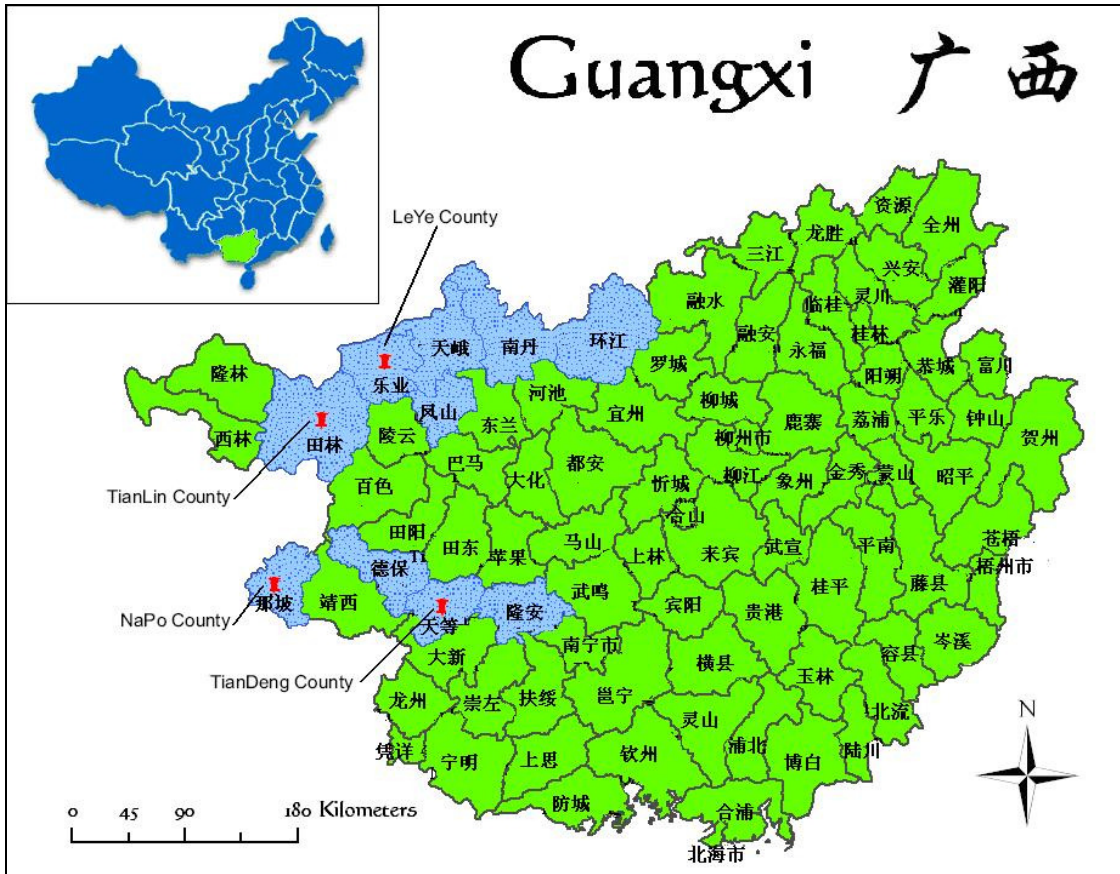 Guangxi 广西
LeYe County
资源
全州
龙胜
三江
兴安
灌阳
融水
临桂
灵川
融安
桂林
天峨
南丹
环江
永福
罗城
恭城
富川
隆林
乐业
阳朔
河池
凤山
宜州
柳城
鹿寨
荔浦
平乐
钟山
东兰
贺州
西林
田林
陵云
柳州市
巴马
都安
金秀
蒙山
昭平
大化
忻城
柳江
象州
百色
TianLin County
合山
田阳
田东
苹果
马山
上林
来宾
武宣
平南
苍梧
Ti
德保
梧州市
桂平
藤县
武鸣
那坡
靖西
隆安
宾阳
贵港
NaPo County
天等
岑溪
南宁市
容县
大新
横县
玉林
TianDeng County
龙州
崇左
扶绥
邕宁
北流
灵山
N
凭详
宁明
上思
钦州
浦北
博白
陆川
防城
合浦
北海市
0 45 90 180 Kilometers